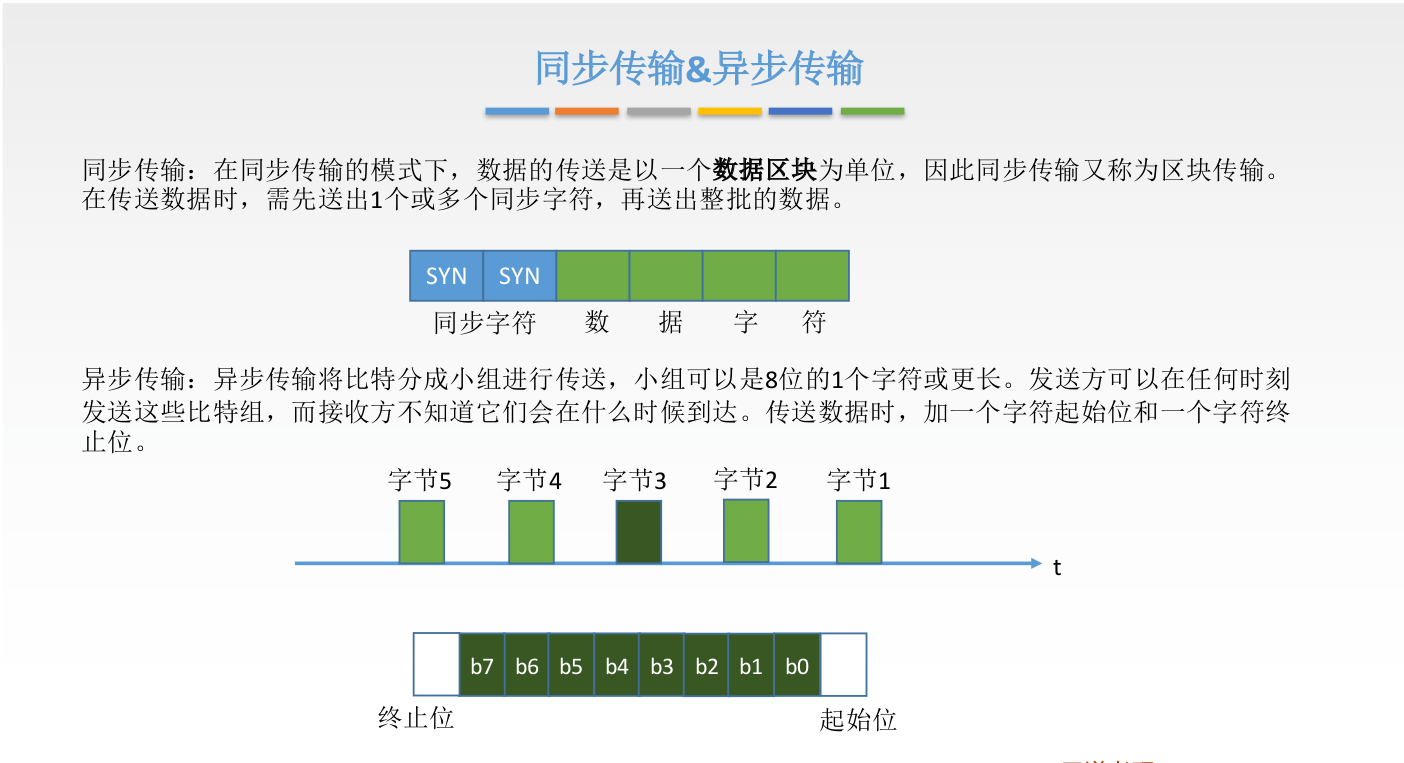 同步传输&异步传输
同步传输：在同步传输的模式下，数据的传送是以一个数据区块为单位，因此同步传输又称为区块传输。
在传送数据时，需先送出1个或多个同步字符，再送出整批的数据。
SYN SYN
同步字符 数 据 字 符
异步传输：异步传输将比特分成小组进行传送，小组可以是8位的1个字符或更长。发送方可以在任何时刻
发送这些比特组，而接收方不知道它们会在什么时候到达。传送数据时，加一个字符起始位和一个字符终
止位。
字节5 字节4 字节3 字节2 字节1
t
b7 b6 b5 b4 b3 b2 b1 b0
终止位 起始位